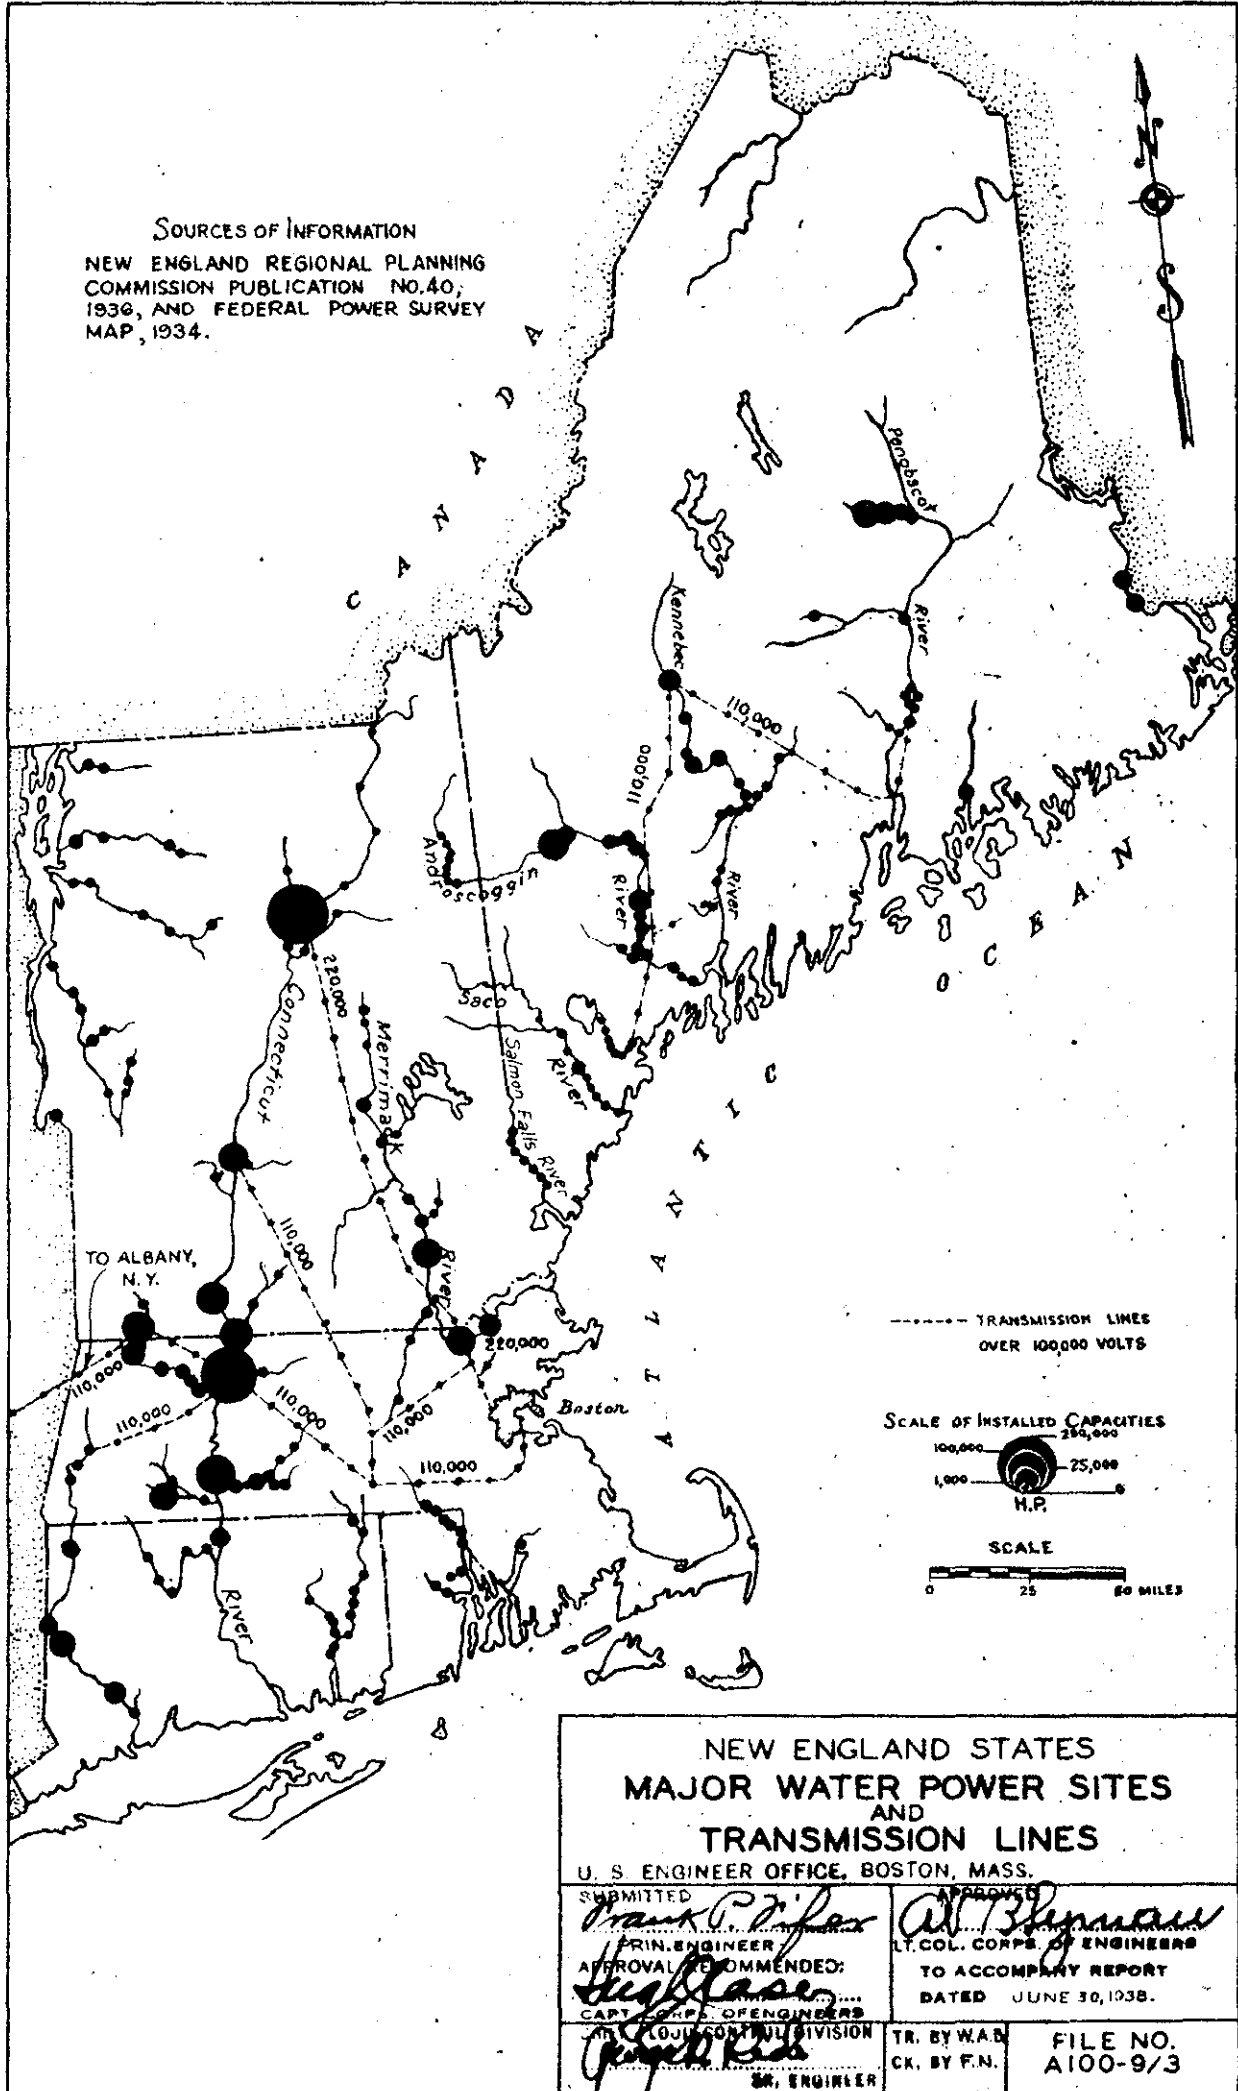 SOURCES OF INFORMATION
NEW ENGLAND REGIONAL PLANNING
COMMISSION PUBLICATION NO.40,
1936, AND FEDERAL POWER SURVEY
MAP, 1934.
N
S
CANADA
Penobscot
River
Kennebec
River
110,000
110,000
Androscoggin
River
220,000
Connecticut
Merrimack
River
Saco
River
Salmon Falls River
ATLANTIC OCEAN
TO ALBANY,
N.Y.
110,000
110,000
110,000
110,000
220,000
110,000
110,000
Boston
River
TRANSMISSION LINES
OVER 100,000 VOLTS
SCALE OF INSTALLED CAPACITIES
100,000
1,000
25,000
0
H.P.
SCALE
0 25 50 MILES
NEW ENGLAND STATES
MAJOR WATER POWER SITES
AND
TRANSMISSION LINES
U. S. ENGINEER OFFICE, BOSTON, MASS.
SUBMITTED
Frank P.
PRIN. ENGINEER
APPROVAL RECOMMENDED:
Hugh
CAPT. CORPS. OF ENGINEERS
CONTROL DIVISION
SR. ENGINEER
APPROVED
LT. COL. CORPS. OF ENGINEERS
TO ACCOMPANY REPORT
DATED JUNE 30, 1938.
TR. BY W.A.B
CK. BY F.N.
FILE NO.
A100-9/3